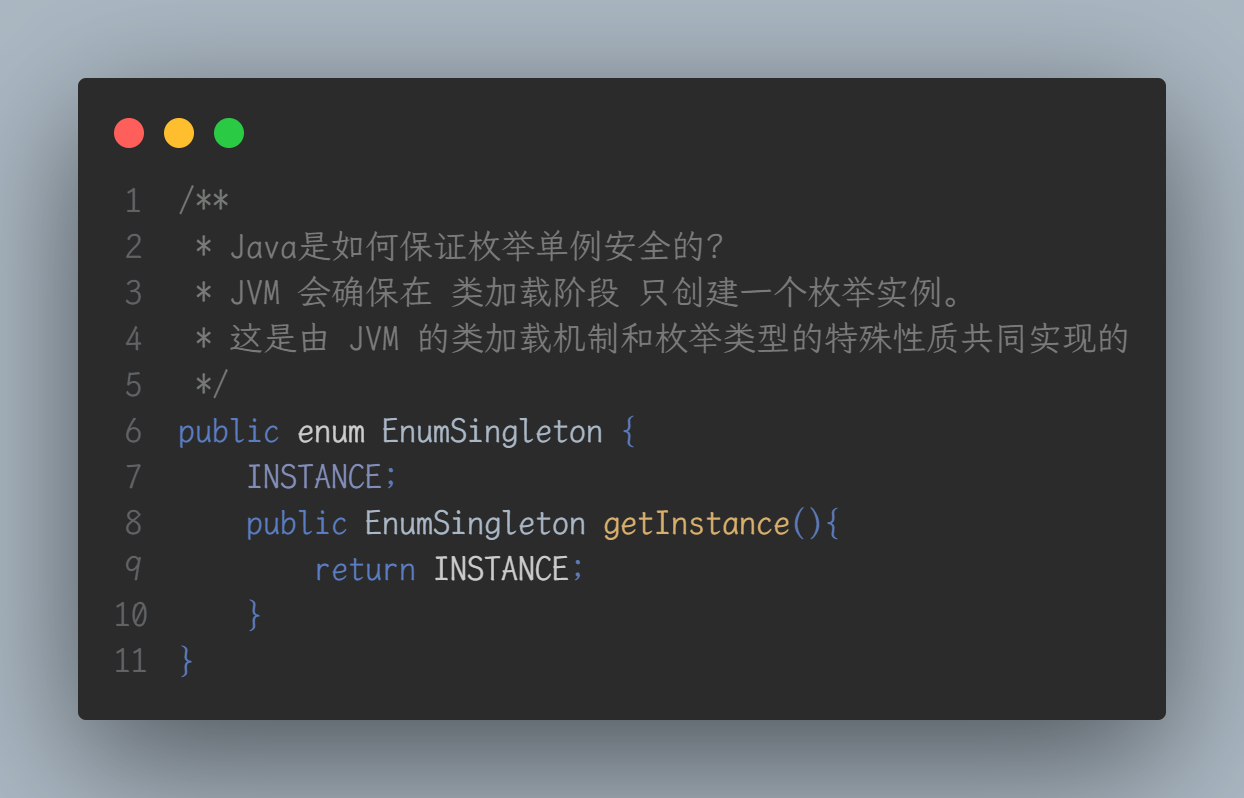 1 /**
2  * Java是如何保证枚举单例安全的?
3  * JVM 会确保在 类加载阶段 只创建一个枚举实例。
4  * 这是由 JVM 的类加载机制和枚举类型的特殊性质共同实现的
5  */
6 public enum EnumSingleton {
7     INSTANCE;
8     public EnumSingleton getInstance(){
9         return INSTANCE;
10     }
11 }